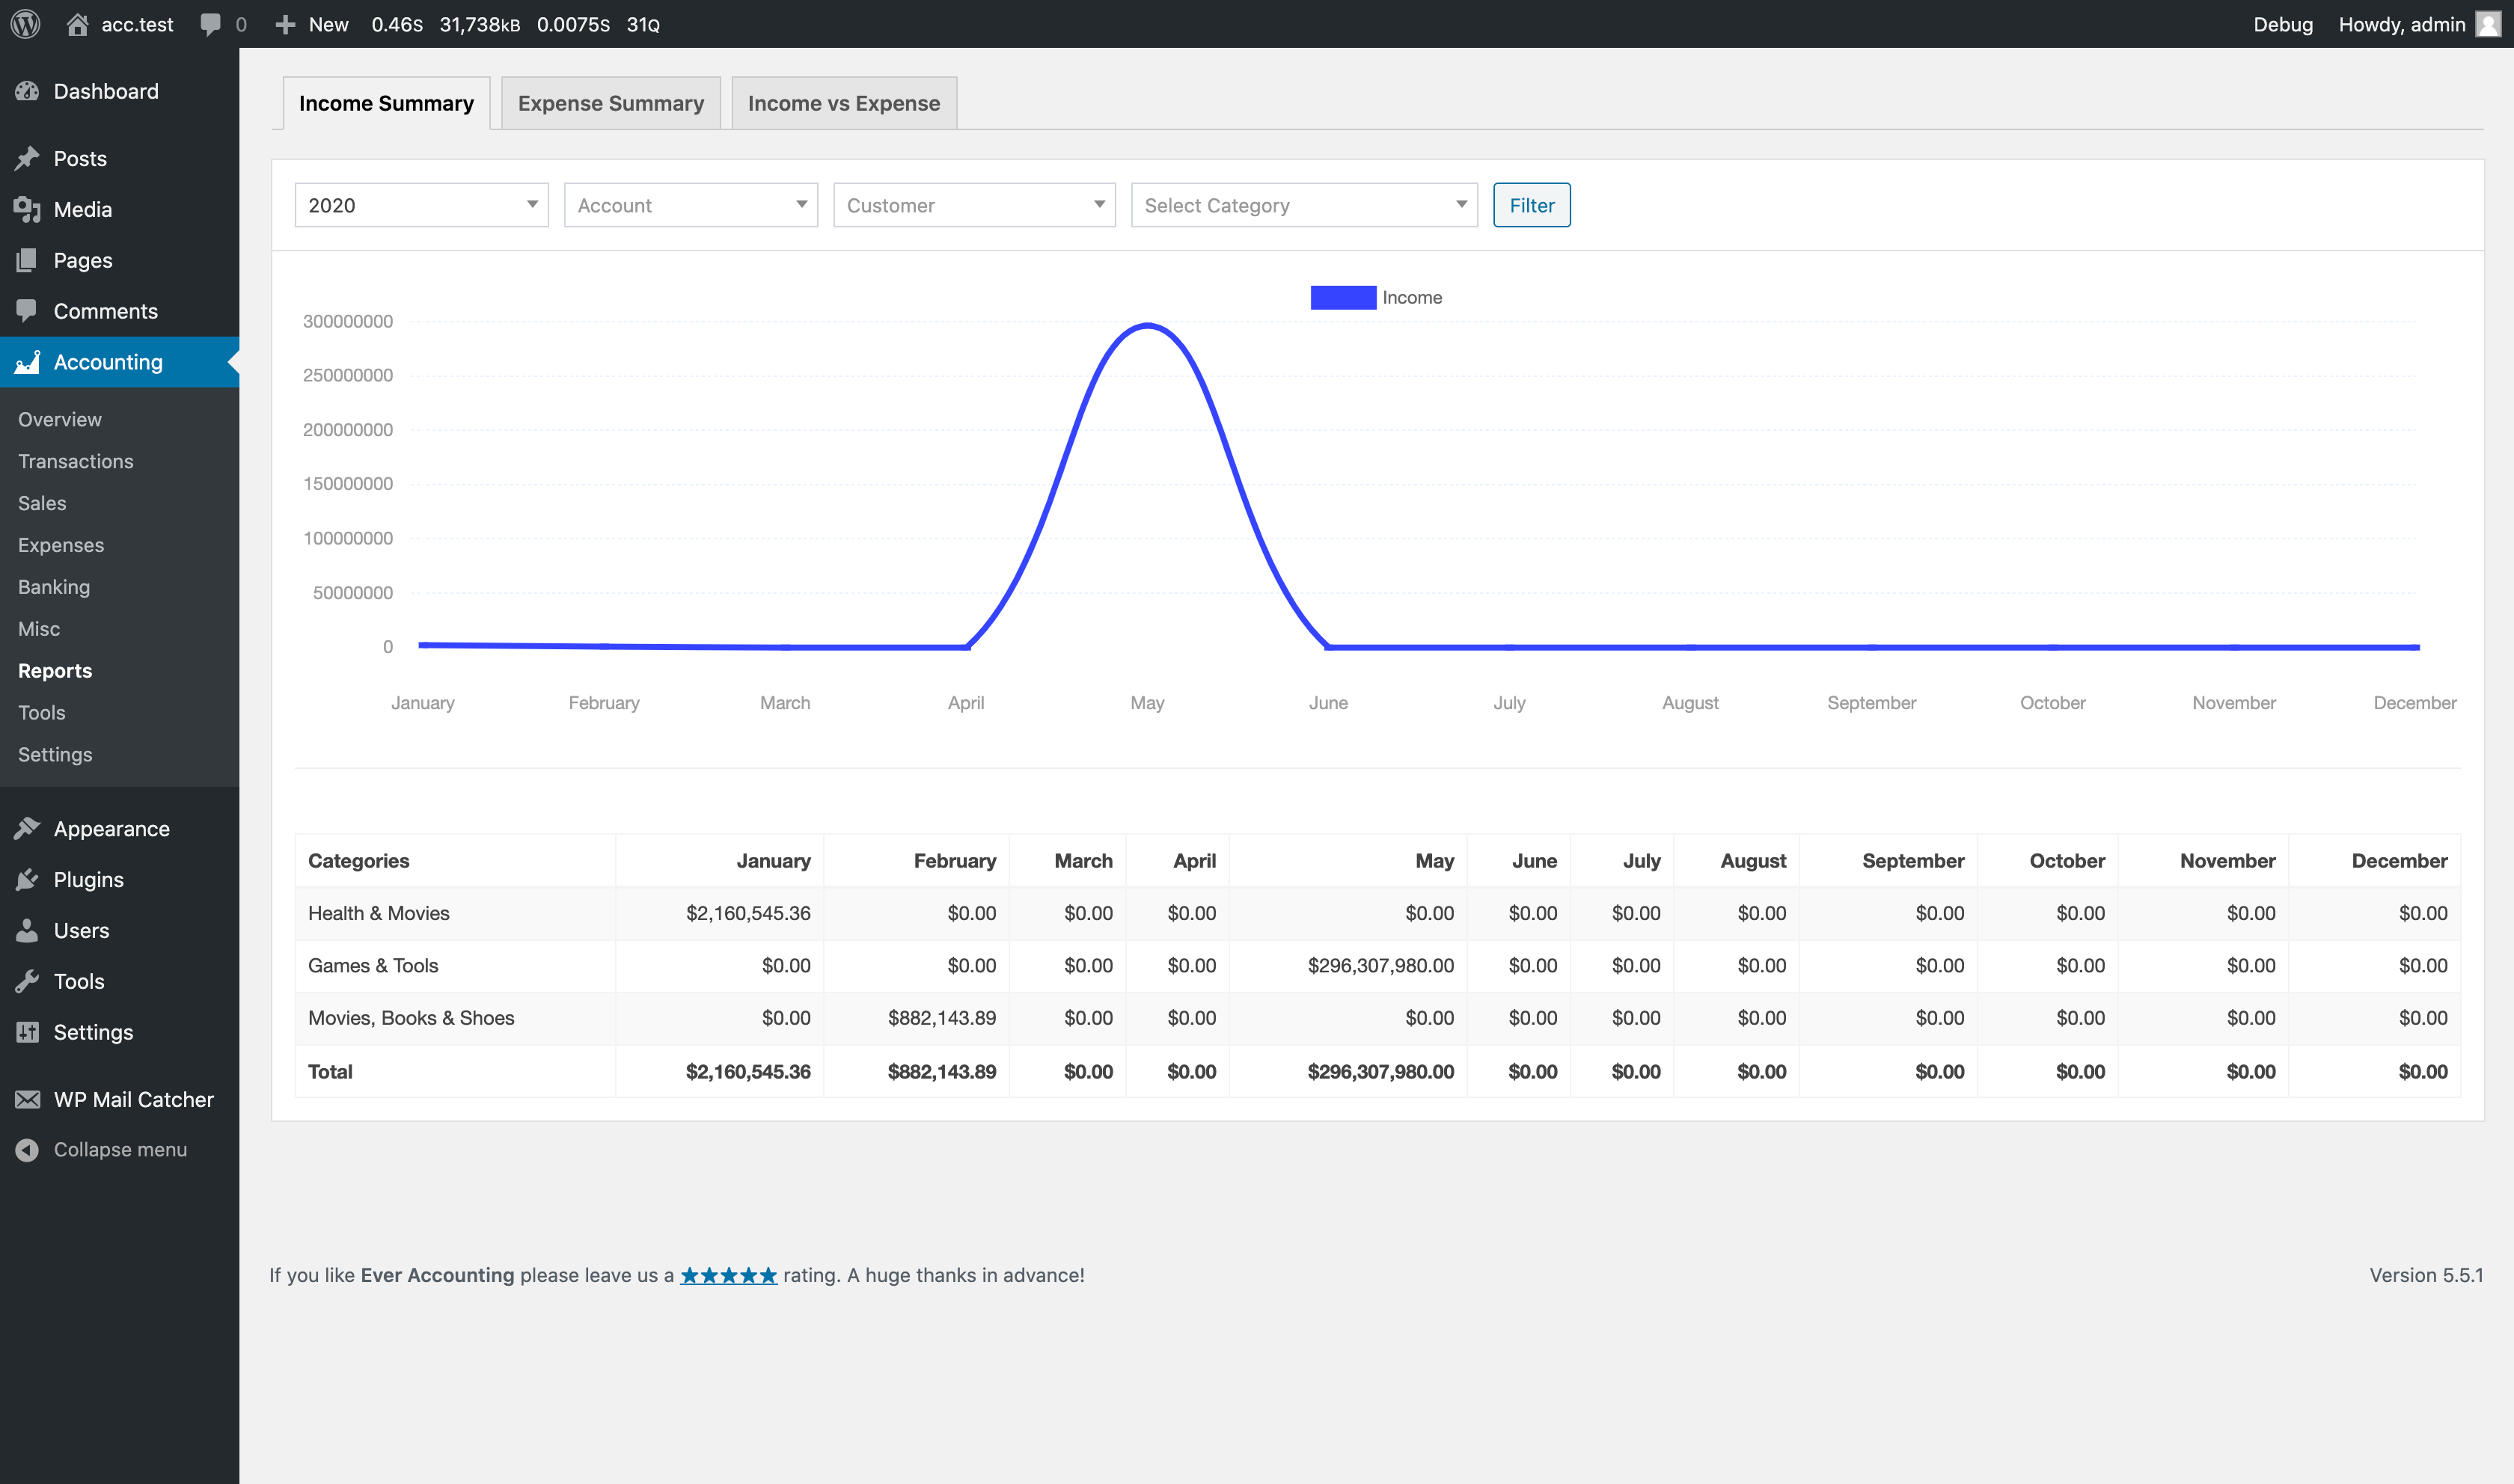 acc.test 0 New 0.46S 31,738KB 0.0075S 31Q Debug Howdy, admin
Dashboard
Posts
Media
Pages
Comments
Accounting
Overview
Transactions
Sales
Expenses
Banking
Misc
Reports
Tools
Settings
Appearance
Plugins
Users
Tools
Settings
WP Mail Catcher
Collapse menu
Income Summary Expense Summary Income vs Expense
2020 Account Customer Select Category Filter
Income
300000000
250000000
200000000
150000000
100000000
50000000
0
January February March April May June July August September October November December
Categories January February March April May June July August September October November December
Health & Movies $2,160,545.36 $0.00 $0.00 $0.00 $0.00 $0.00 $0.00 $0.00 $0.00 $0.00 $0.00 $0.00
Games & Tools $0.00 $0.00 $0.00 $0.00 $296,307,980.00 $0.00 $0.00 $0.00 $0.00 $0.00 $0.00 $0.00
Movies, Books & Shoes $0.00 $882,143.89 $0.00 $0.00 $0.00 $0.00 $0.00 $0.00 $0.00 $0.00 $0.00 $0.00
Total $2,160,545.36 $882,143.89 $0.00 $0.00 $296,307,980.00 $0.00 $0.00 $0.00 $0.00 $0.00 $0.00 $0.00
If you like Ever Accounting please leave us a ★★★★★ rating. A huge thanks in advance! Version 5.5.1